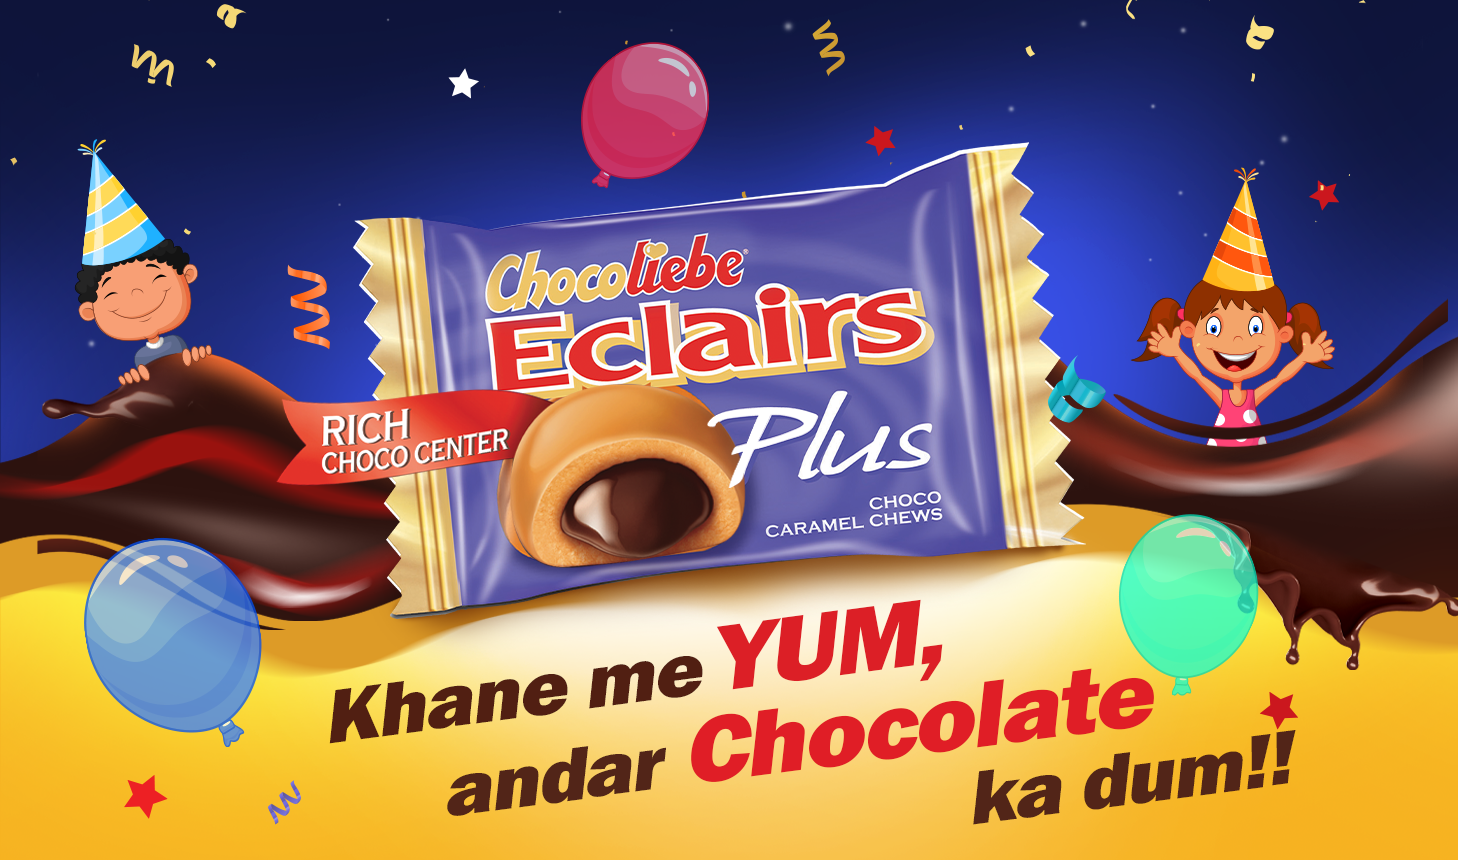 Chocoliebe®
Eclairs
Plus
RICH
CHOCO CENTER
CHOCO
CARAMEL CHEWS
Khane me YUM,
andar Chocolate
ka dum!!